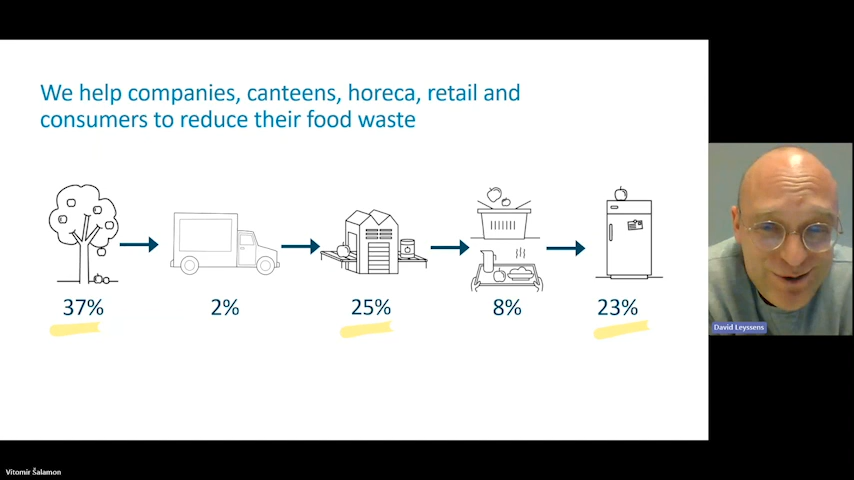 We help companies, canteens, horeca, retail and
consumers to reduce their food waste
37%
2%
25%
8%
23%
David Leyssens
Vitomir Šalamon